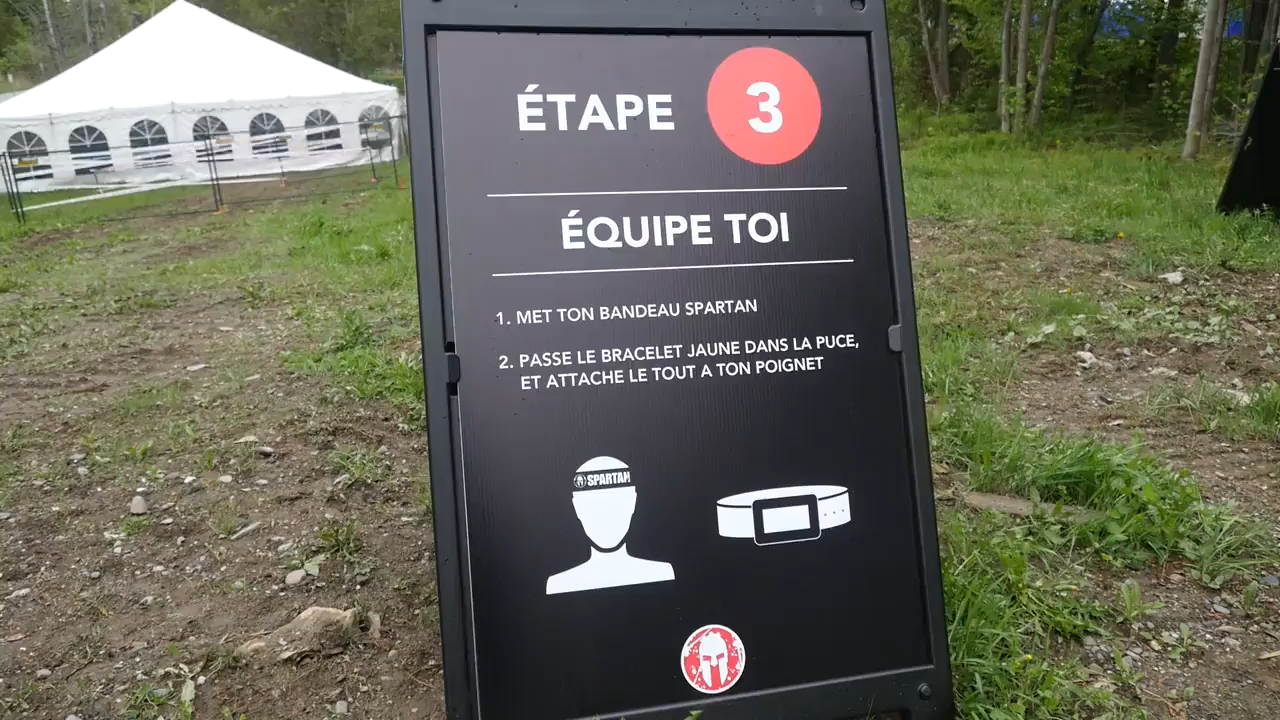 ÉTAPE 3
ÉQUIPE TOI
1. MET TON BANDEAU SPARTAN
2. PASSE LE BRACELET JAUNE DANS LA PUCE,
ET ATTACHE LE TOUT A TON POIGNET
SPARTAN